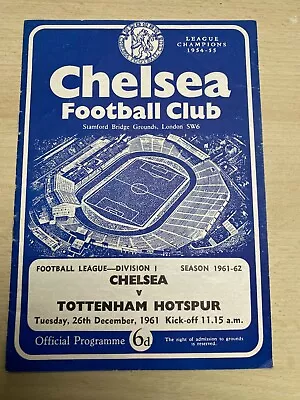 LEAGUE
CHAMPIONS
1954-55
Chelsea
Football Club
Stamford Bridge Grounds, London SW6
FOOTBALL LEAGUE—DIVISION I SEASON 1961-62
CHELSEA
v
TOTTENHAM HOTSPUR
Tuesday, 26th December, 1961 Kick-off 11.15 a.m.
Official Programme 6d The right of admission to grounds
is reserved.